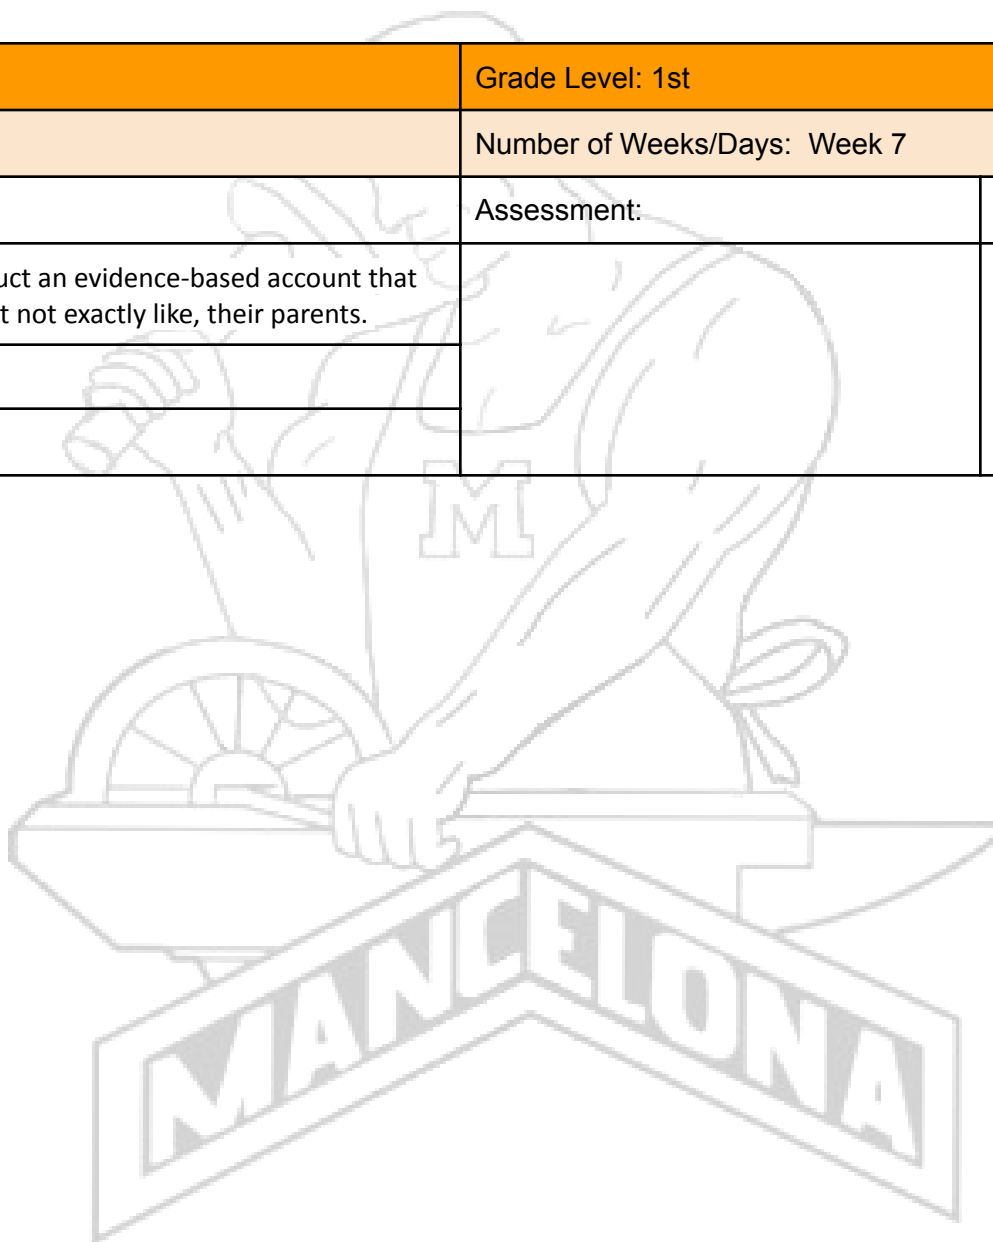 Grade Level: 1st
Number of Weeks/Days: Week 7
Assessment:
uct an evidence-based account that
t not exactly like, their parents.
M
MANCELONA